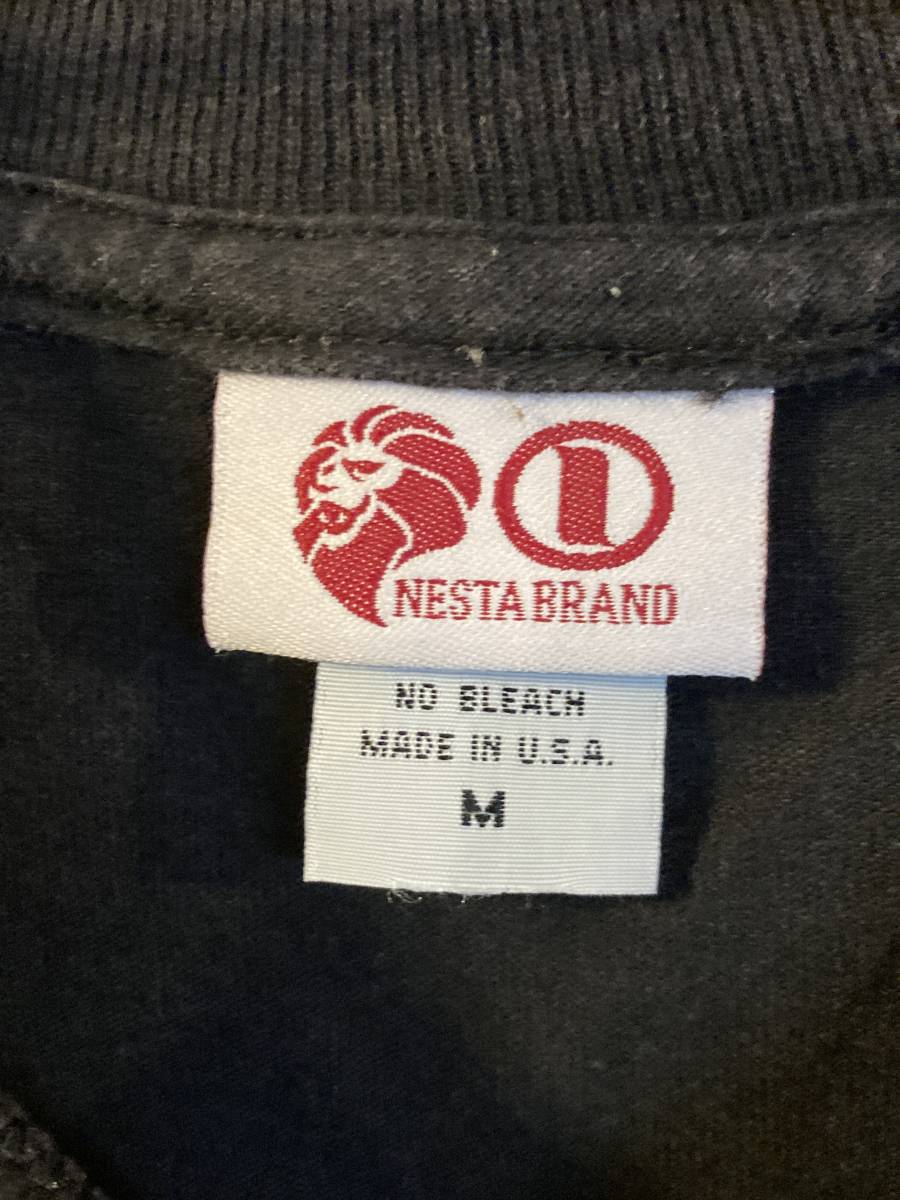 NESTA BRAND
NO BLEACH
MADE IN U.S.A.
M